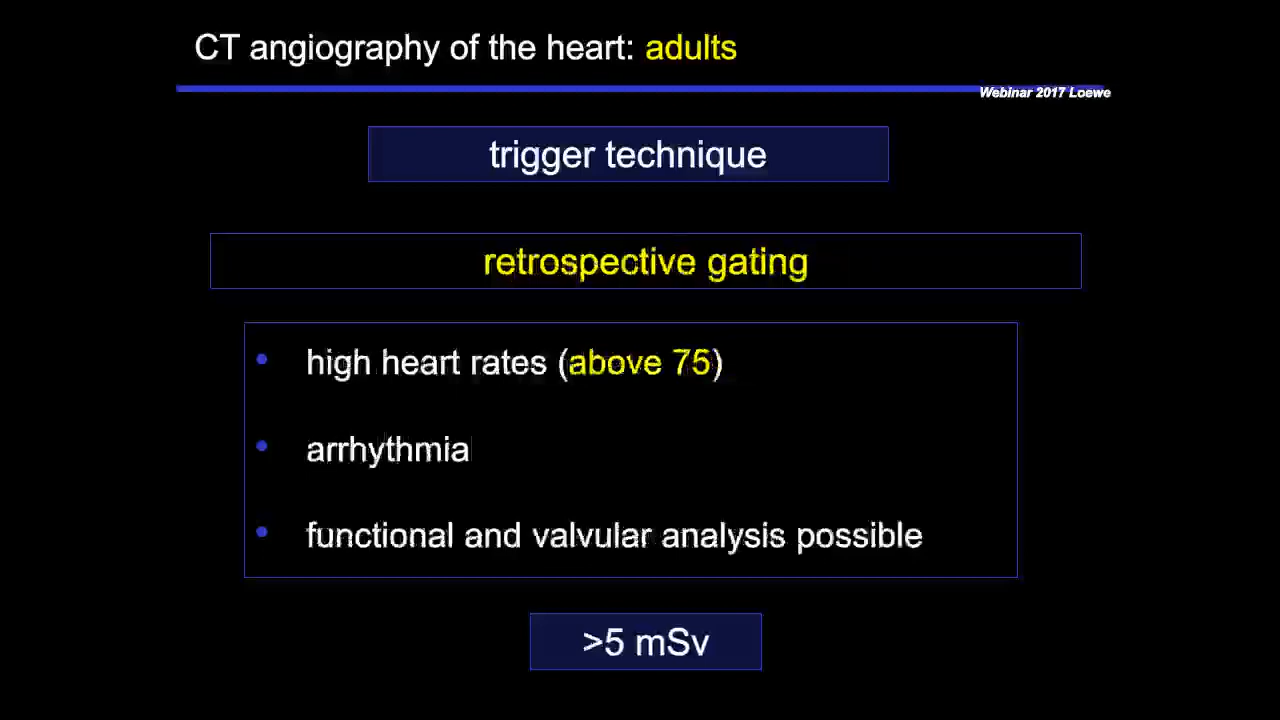 CT angiography of the heart: adults
Webinar 2017 Loewe
trigger technique
retrospective gating
• high heart rates (above 75)
• arrhythmia
• functional and valvular analysis possible
>5 mSv